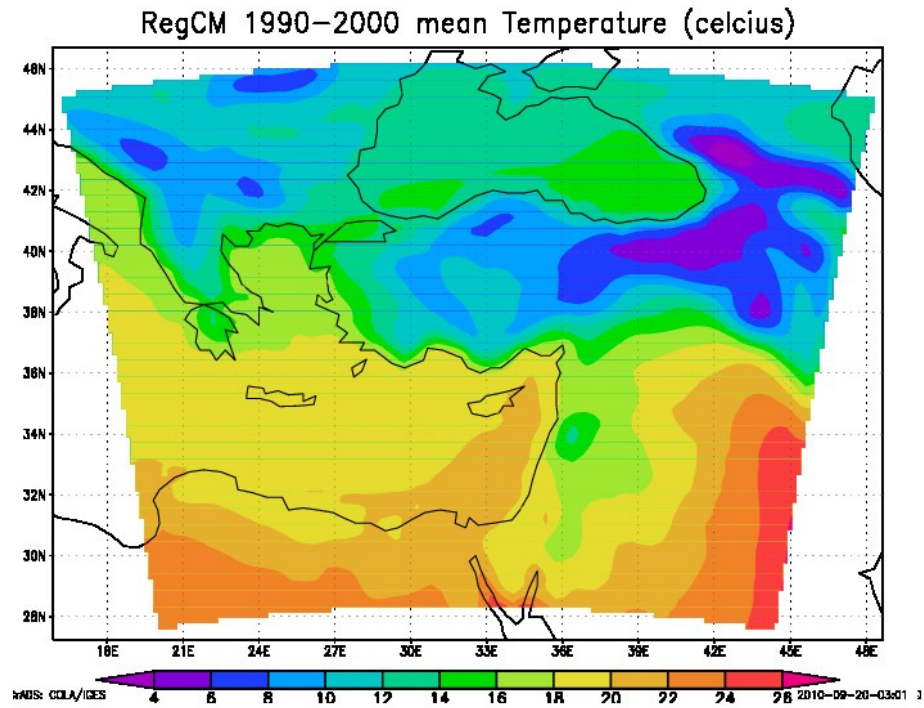 RegCM 1990-2000 mean Temperature (celcius)
46N
44N
42N
40N
38N
36N
34N
32N
30N
28N
18E 21E 24E 27E 30E 33E 36E 39E 42E 45E 48E
4 6 8 10 12 14 16 18 20 22 24 26
rADS: COLA/IGES 2010-09-20-03:01